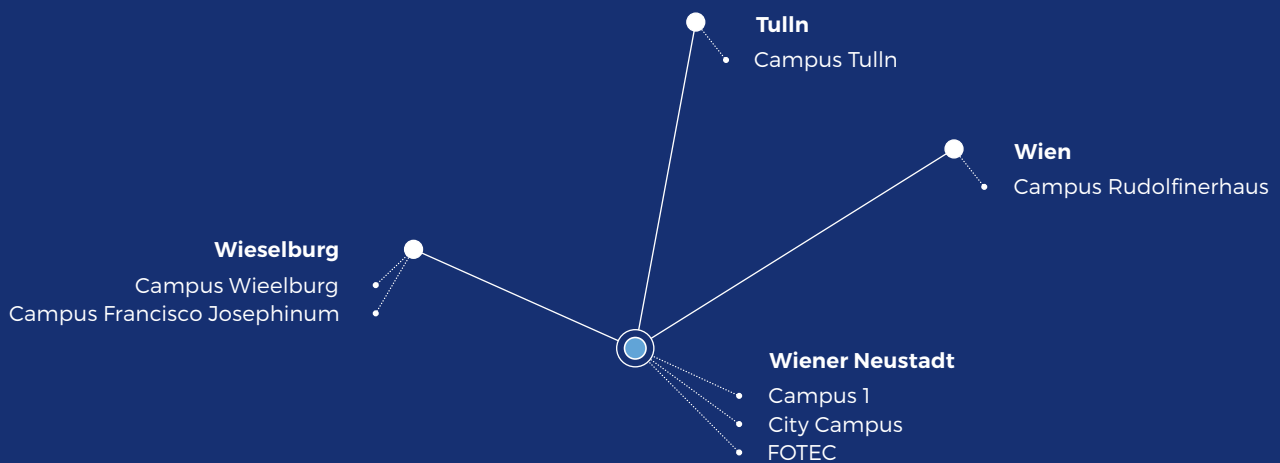 Tulln
Campus Tulln
Wien
Campus Rudolfinerhaus
Wieselburg
Campus Wieelburg
Campus Francisco Josephinum
Wiener Neustadt
Campus 1
City Campus
FOTEC